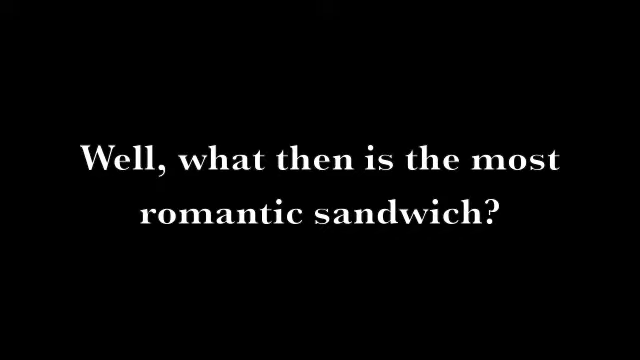 Well, what then is the most
romantic sandwich?